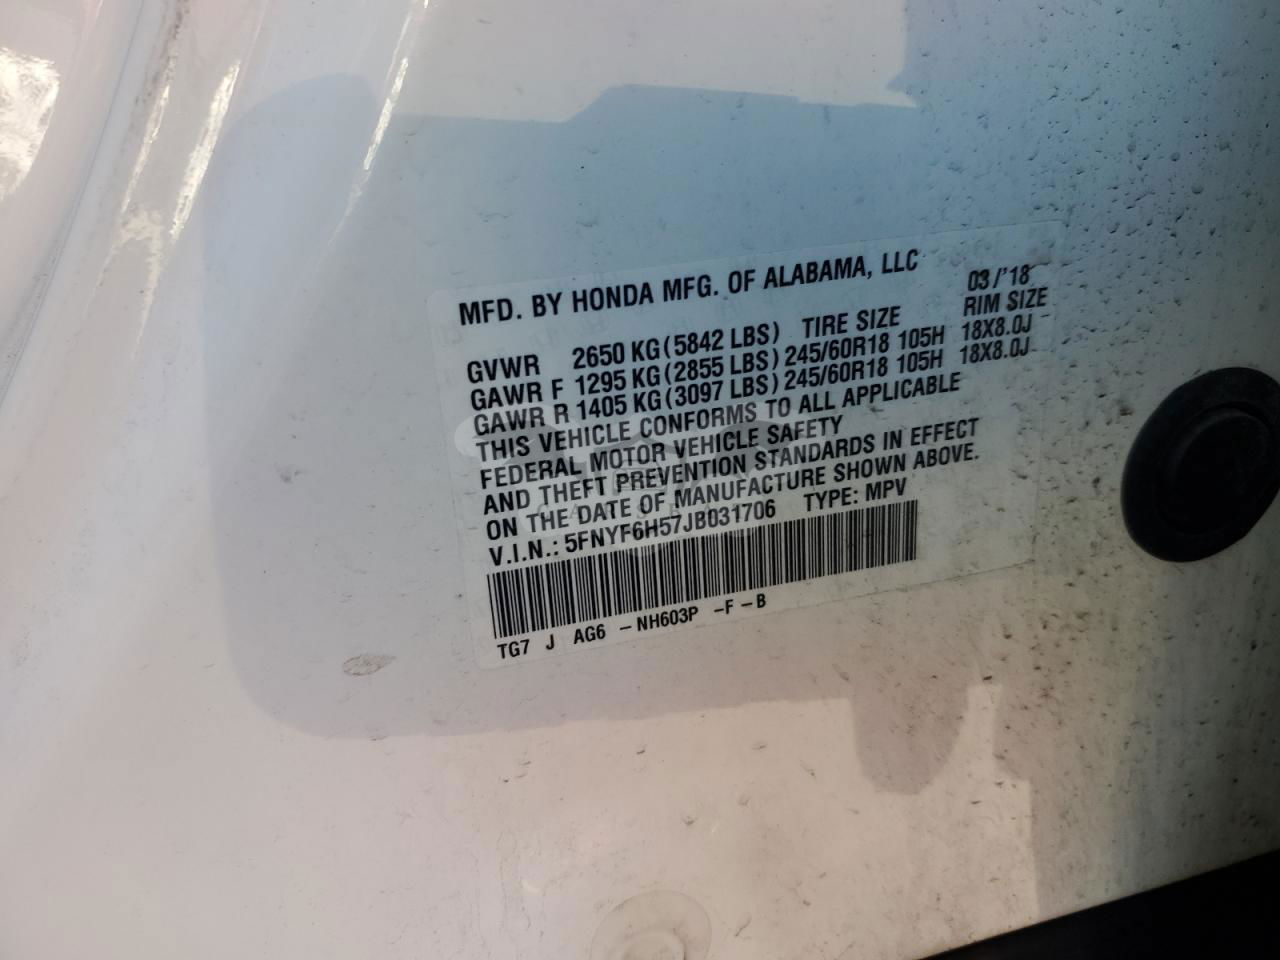 MFD. BY HONDA MFG. OF ALABAMA, LLC
03/'18
GVWR 2650 KG (5842 LBS) TIRE SIZE RIM SIZE
GAWR F 1295 KG (2855 LBS) 245/60R18 105H 18X8.0J
GAWR R 1405 KG (3097 LBS) 245/60R18 105H 18X8.0J
THIS VEHICLE CONFORMS TO ALL APPLICABLE
FEDERAL MOTOR VEHICLE SAFETY
AND THEFT PREVENTION STANDARDS IN EFFECT
ON THE DATE OF MANUFACTURE SHOWN ABOVE.
V.I.N.: 5FNYF6H57JB031706 TYPE: MPV
TG7 J AG6 - NH603P - F - B